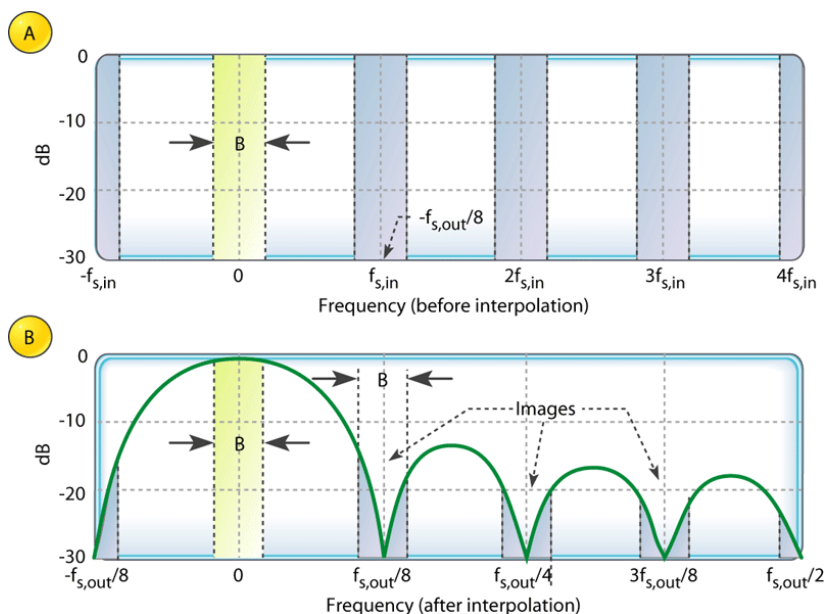 A
0
-10
-20
-30
dB
B
-fs,out/8
-fs,in
0
fs,in
2fs,in
3fs,in
4fs,in
Frequency (before interpolation)
B
0
-10
-20
-30
dB
B
B
Images
-fs,out/8
0
fs,out/8
fs,out/4
3fs,out/8
fs,out/2
Frequency (after interpolation)